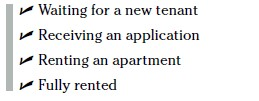 ✓ Waiting for a new tenant
✓ Receiving an application
✓ Renting an apartment
✓ Fully rented